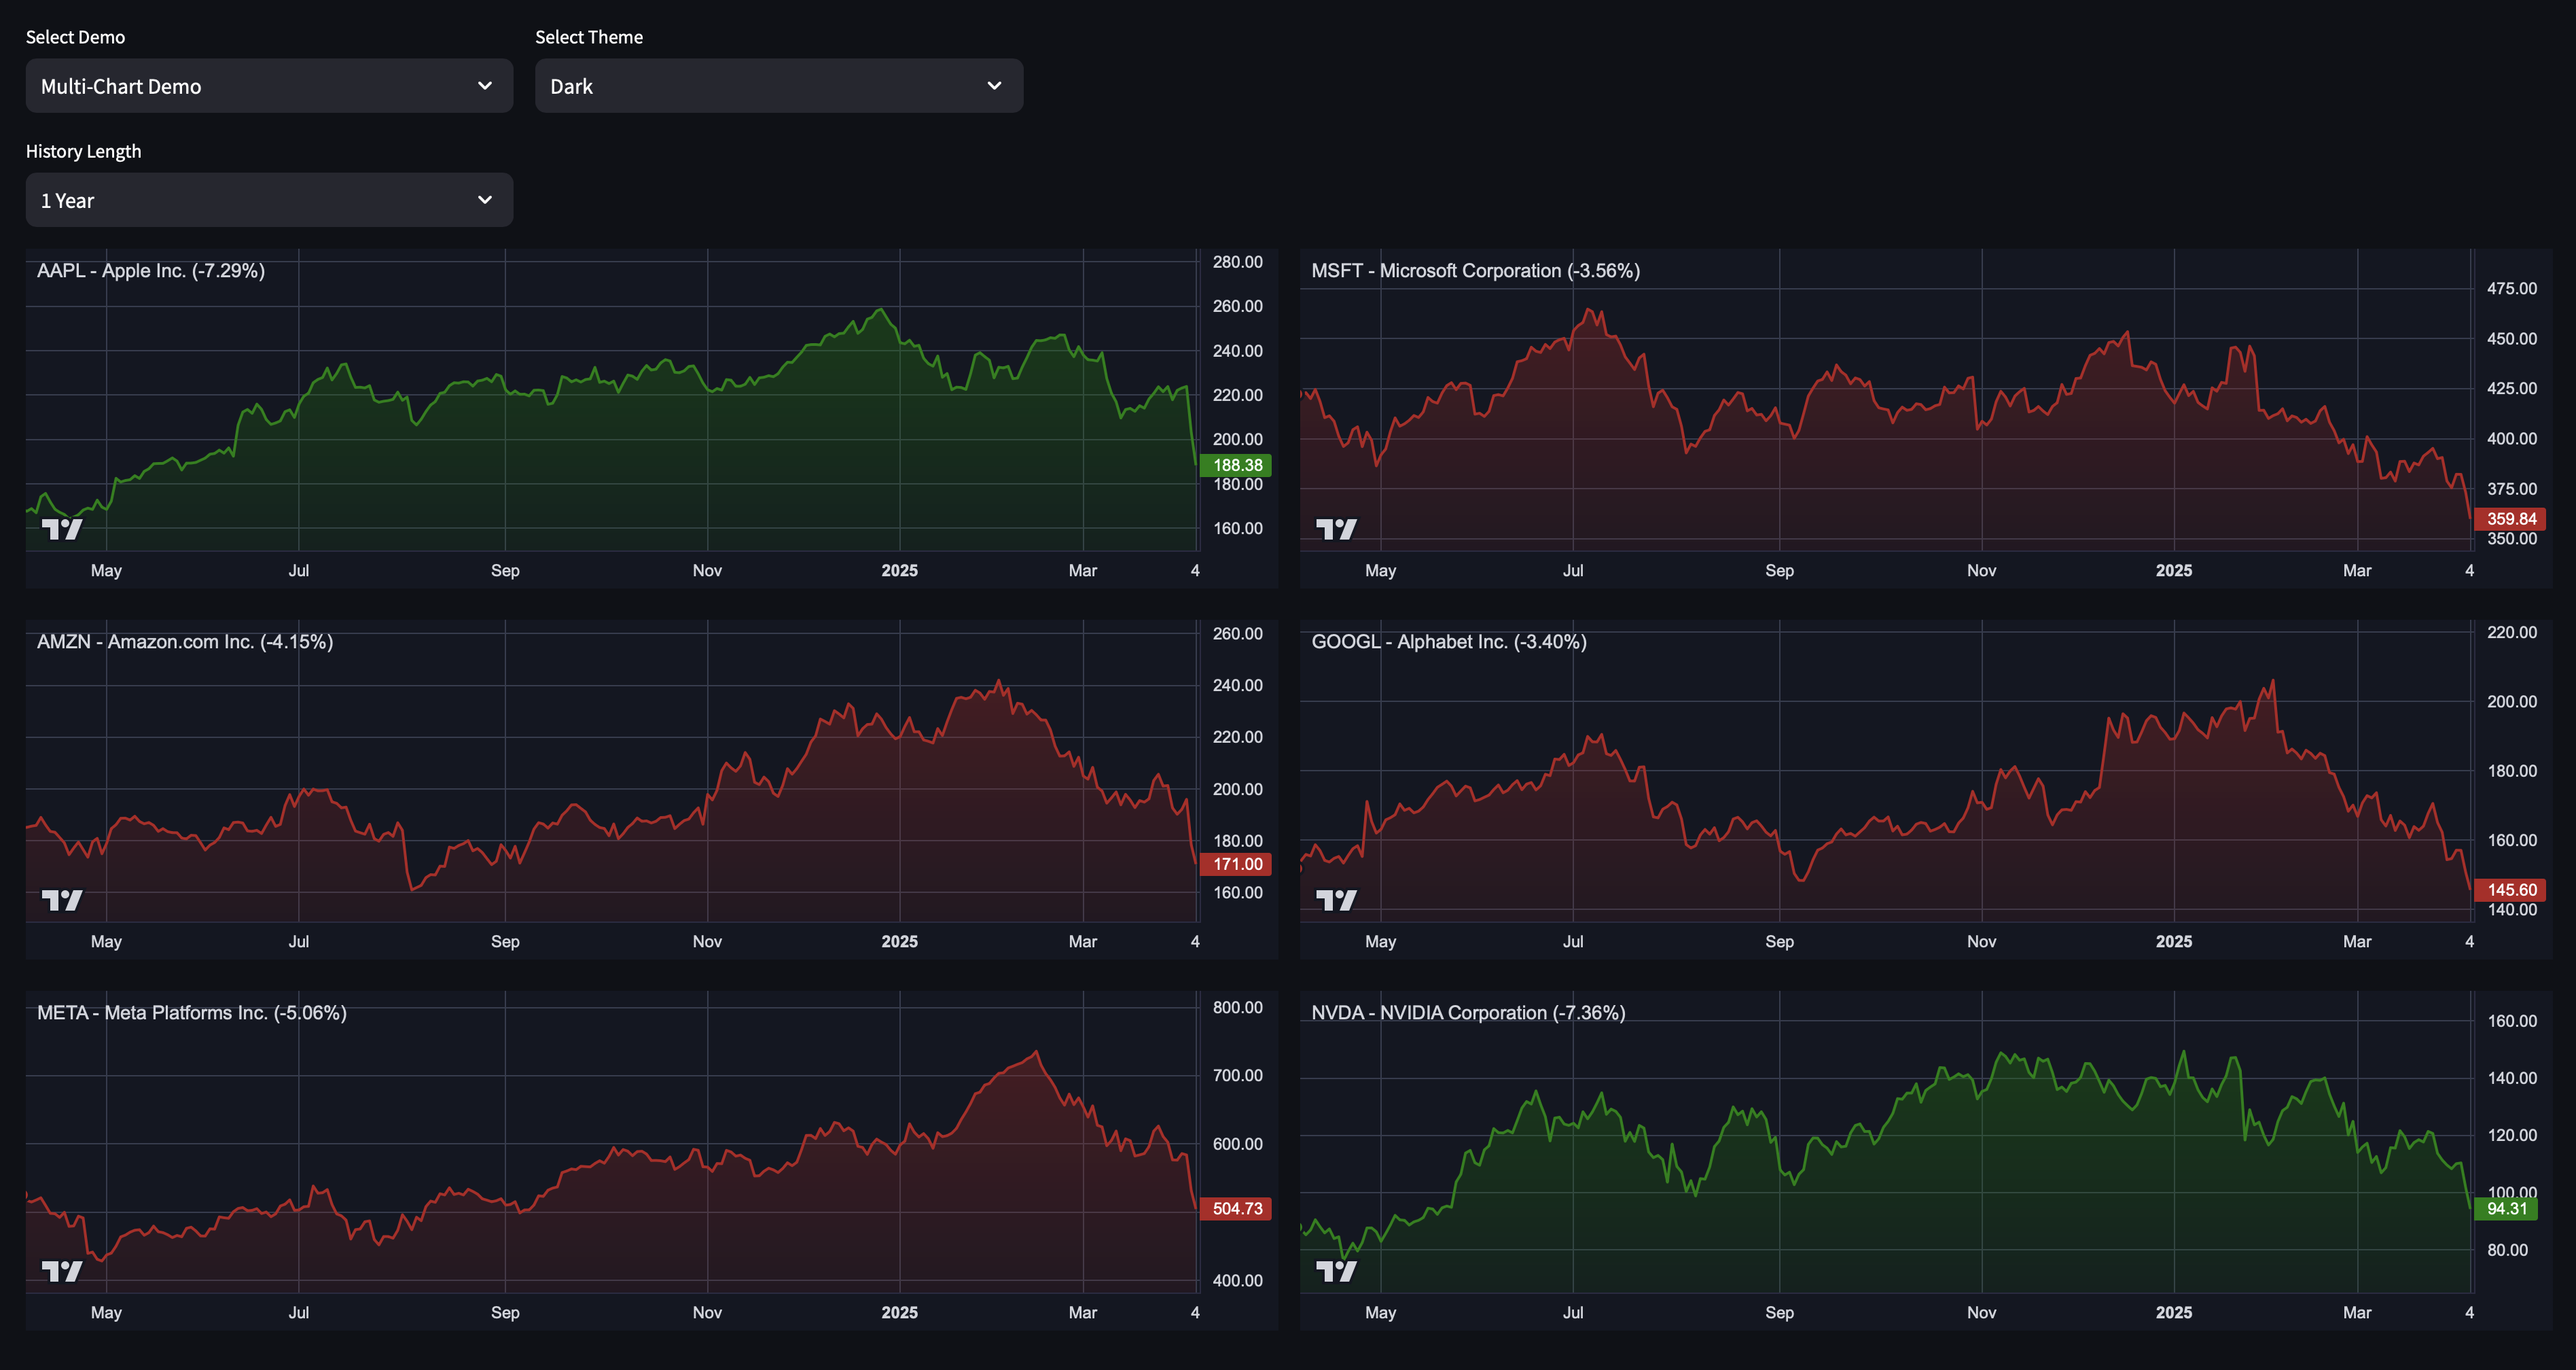 Select Demo
Select Theme
Multi-Chart Demo
Dark
History Length
1 Year
AAPL - Apple Inc. (-7.29%)
280.00
260.00
240.00
220.00
200.00
188.38
180.00
160.00
May Jul Sep Nov 2025 Mar 4
MSFT - Microsoft Corporation (-3.56%)
475.00
450.00
425.00
400.00
375.00
359.84
350.00
May Jul Sep Nov 2025 Mar 4
AMZN - Amazon.com Inc. (-4.15%)
260.00
240.00
220.00
200.00
180.00
171.00
160.00
May Jul Sep Nov 2025 Mar 4
GOOGL - Alphabet Inc. (-3.40%)
220.00
200.00
180.00
160.00
145.60
140.00
May Jul Sep Nov 2025 Mar 4
META - Meta Platforms Inc. (-5.06%)
800.00
700.00
600.00
504.73
400.00
May Jul Sep Nov 2025 Mar 4
NVDA - NVIDIA Corporation (-7.36%)
160.00
140.00
120.00
100.00
94.31
80.00
May Jul Sep Nov 2025 Mar 4